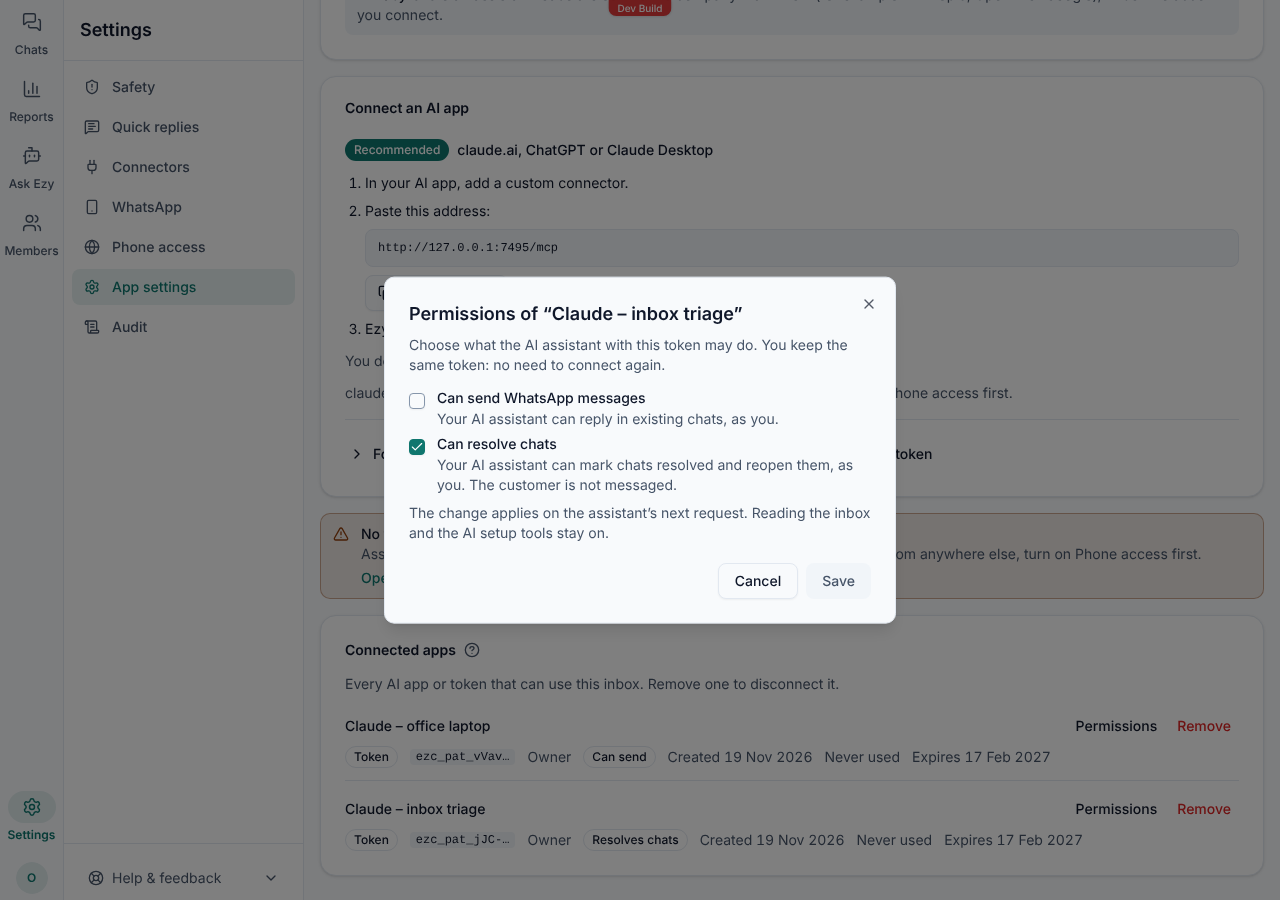 Chats
Reports
Ask Ezy
Members
Settings
O
Settings
Safety
Quick replies
Connectors
WhatsApp
Phone access
App settings
Audit
Help & feedback
Dev Build
you connect.
Connect an AI app
Recommended claude.ai, ChatGPT or Claude Desktop
1. In your AI app, add a custom connector.
2. Paste this address:
http://127.0.0.1:7495/mcp
3.
token
Permissions of “Claude – inbox triage”
Choose what the AI assistant with this token may do. You keep the
same token: no need to connect again.
Can send WhatsApp messages
Your AI assistant can reply in existing chats, as you.
Can resolve chats
Your AI assistant can mark chats resolved and reopen them, as
you. The customer is not messaged.
The change applies on the assistant’s next request. Reading the inbox
and the AI setup tools stay on.
Cancel Save
No
anywhere else, turn on Phone access first.
Connected apps
Every AI app or token that can use this inbox. Remove one to disconnect it.
Claude – office laptop Permissions Remove
Token ezc_pat_vVav… Owner Can send Created 19 Nov 2026 Never used Expires 17 Feb 2027
Claude – inbox triage Permissions Remove
Token ezc_pat_jJC-… Owner Resolves chats Created 19 Nov 2026 Never used Expires 17 Feb 2027